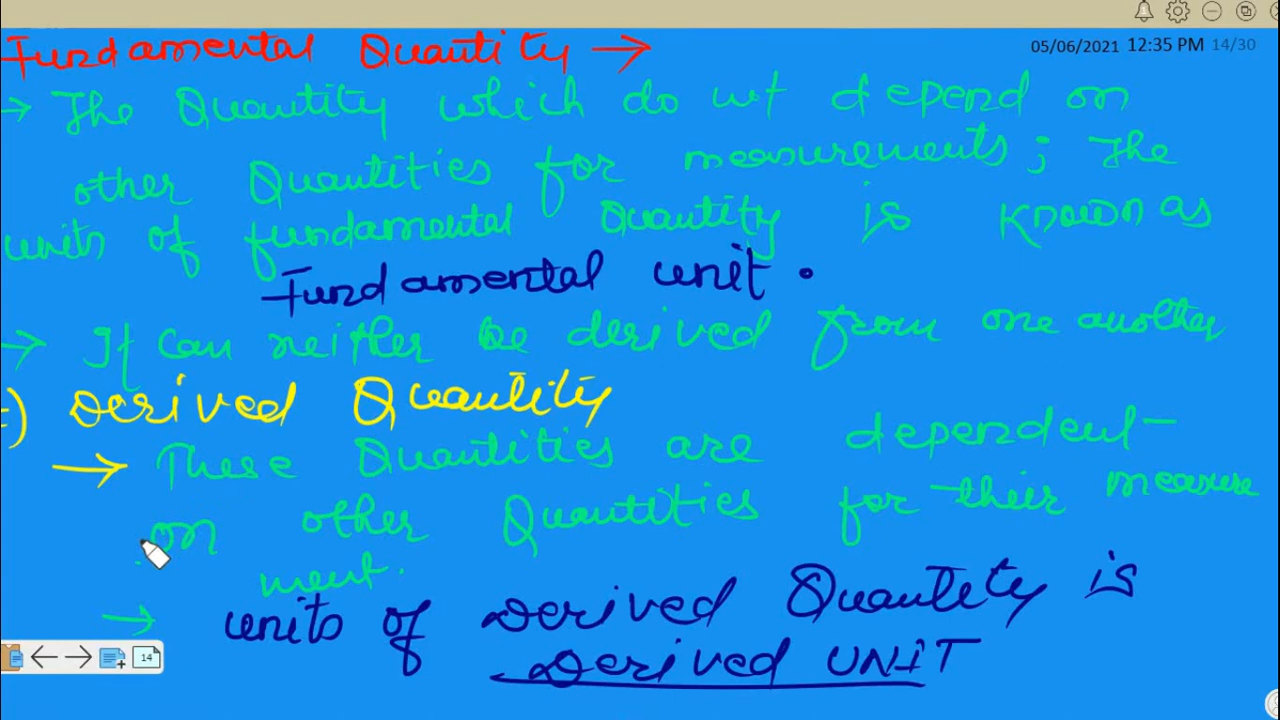 05/06/2021 12:35 PM 14/30
Fundamental Quantity →
→ The Quantity which do not depend on
other Quantities for measurements; The
units of fundamental Quantity is known as
Fundamental unit.
→ It can neither be derived from one another
=) Derived Quantity
→ These Quantities are dependent
on other Quantities for their measure
ment.
→ units of Derived Quantity is
Derived UNIT
14